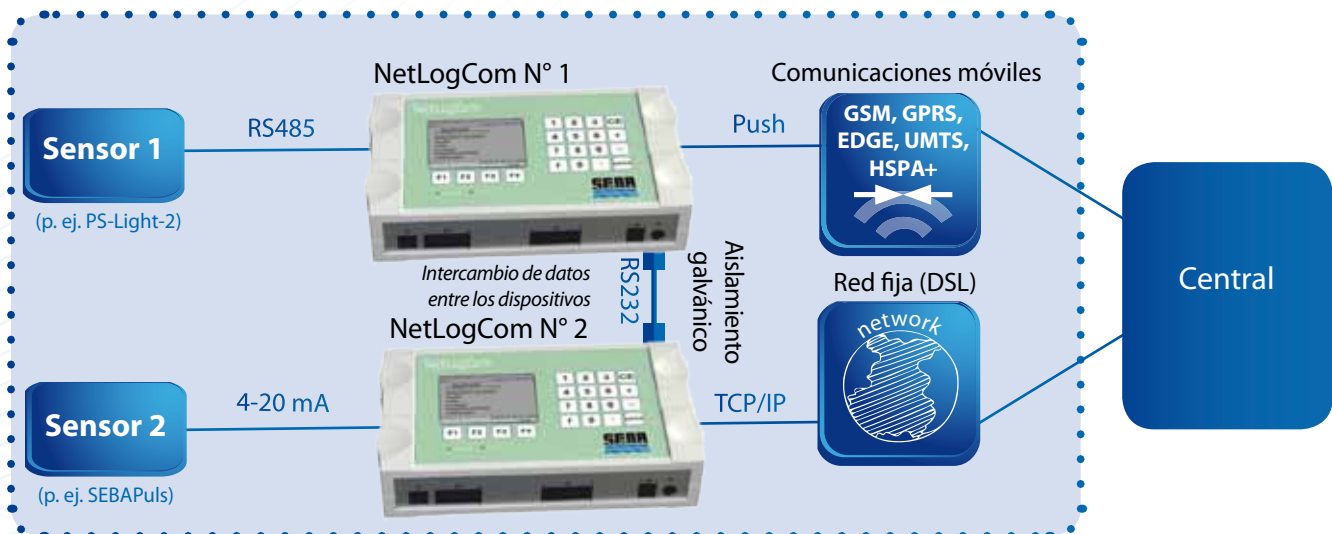 NetLogCom N° 1
Comunicaciones móviles
Sensor 1
RS485
Push
GSM, GPRS,
EDGE, UMTS,
HSPA+
(p. ej. PS-Light-2)
SEBA
Intercambio de datos
entre los dispositivos
RS232
Aislamiento
galvánico
Red fija (DSL)
network
Central
NetLogCom N° 2
Sensor 2
4-20 mA
TCP/IP
(p. ej. SEBAPuls)
SEBA